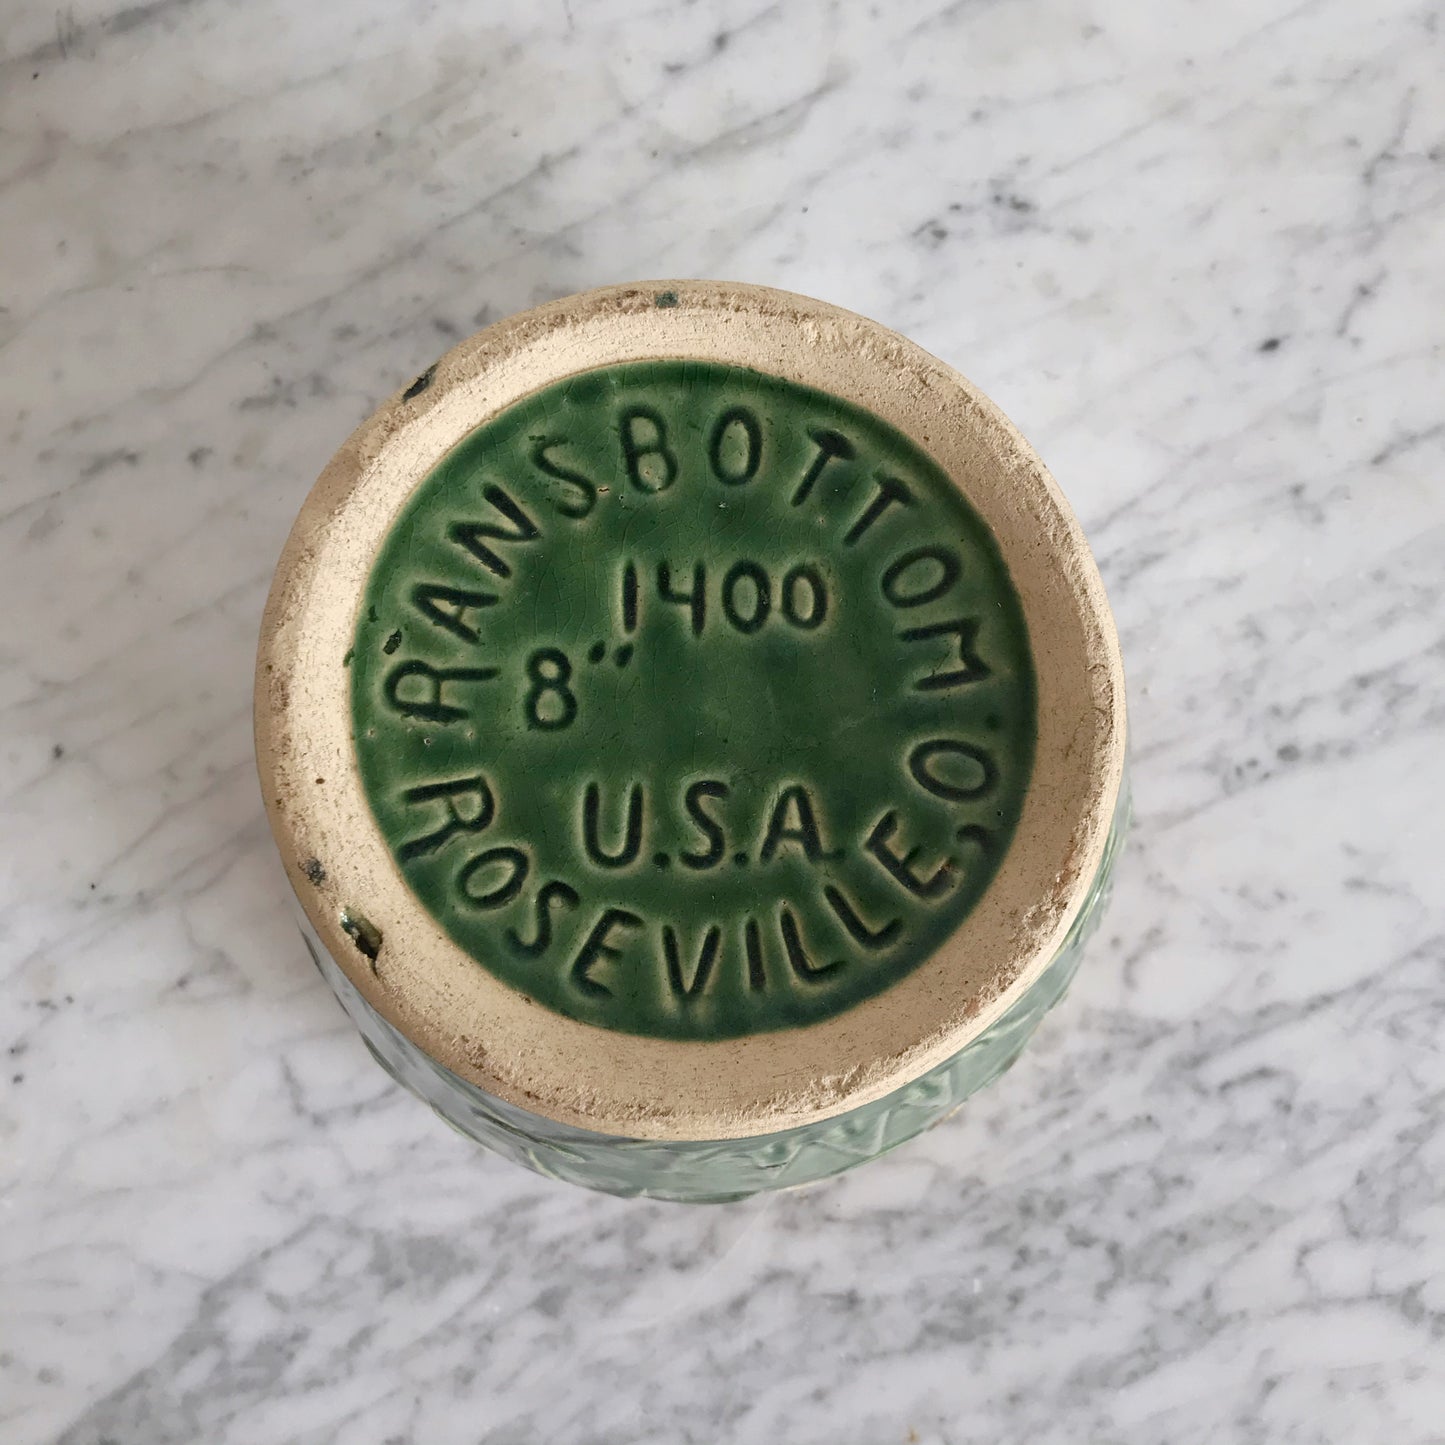 RANSBOTTOM
1400
8"
U.S.A.
ROSEVILLE, O.